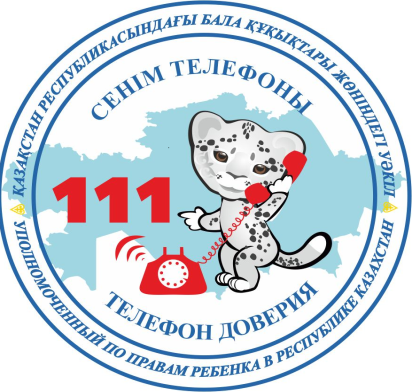 ҚАЗАҚСТАН РЕСПУБЛИКАСЫНДАҒЫ БАЛА ҚҰҚЫҚТАРЫ ЖӨНІНДЕГІ УӘКІЛ
СЕНІМ ТЕЛЕФОНЫ
111
ТЕЛЕФОН ДОВЕРИЯ
УПОЛНОМОЧЕННЫЙ ПО ПРАВАМ РЕБЕНКА В РЕСПУБЛИКЕ КАЗАХСТАН